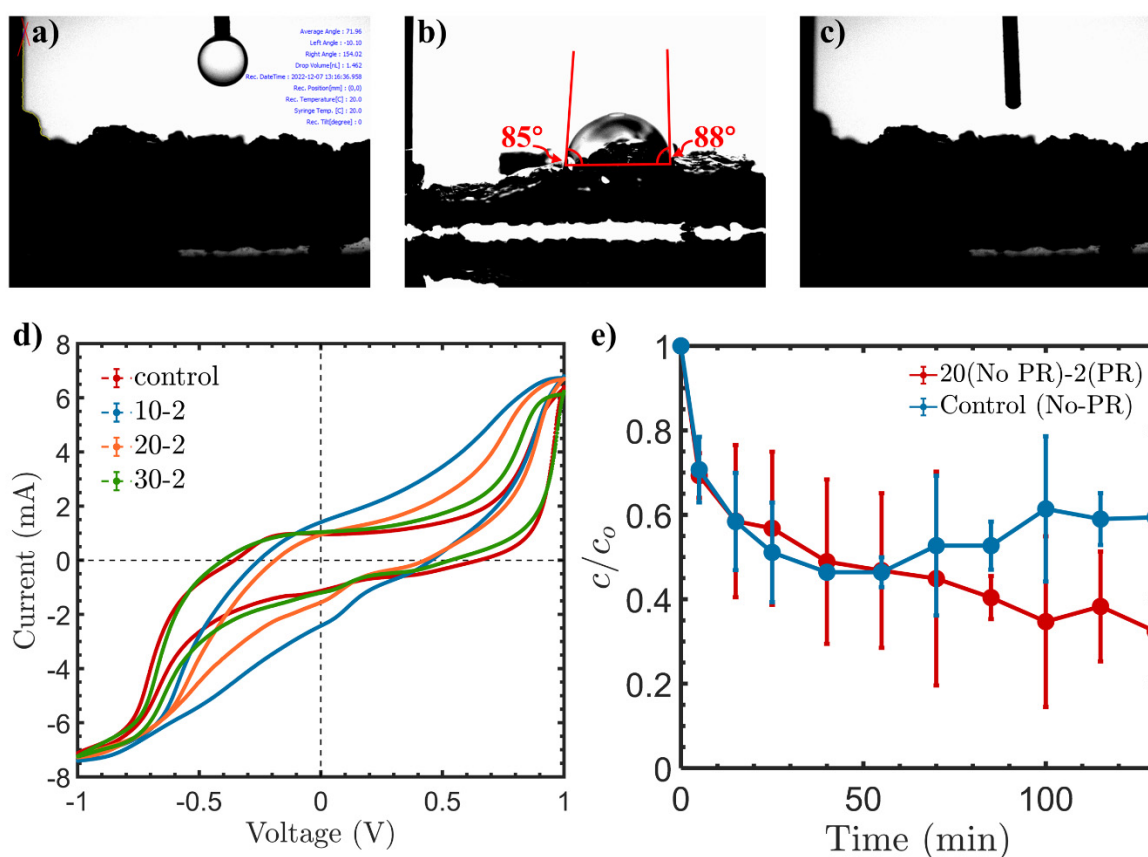 a)
Average Angle : 71.96
Left Angle : -10.10
Right Angle : 154.02
Drop Volume[nL] : 1.462
Rec. DateTime : 2022-12-07 13:16:36.958
Rec. Position[mm] : (0,0)
Rec. Temperature[C] : 20.0
Syringe Temp. [C] : 20.0
Rec. Tilt[degree] : 0
b)
85° 88°
c)
d)
control
10-2
20-2
30-2
8
6
4
2
0
-2
-4
-6
-8
Current (mA)
-1 -0.5 0 0.5 1
Voltage (V)
e)
20(No PR)-2(PR)
Control (No-PR)
1
0.8
0.6
0.4
0.2
0
c/c_o
0 50 100
Time (min)